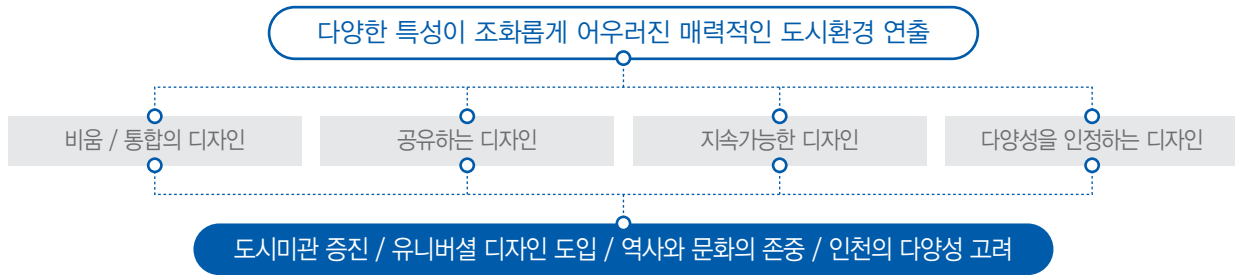 다양한 특성이 조화롭게 어우러진 매력적인 도시환경 연출
비움 / 통합의 디자인
공유하는 디자인
지속가능한 디자인
다양성을 인정하는 디자인
도시미관 증진 / 유니버셜 디자인 도입 / 역사와 문화의 존중 / 인천의 다양성 고려